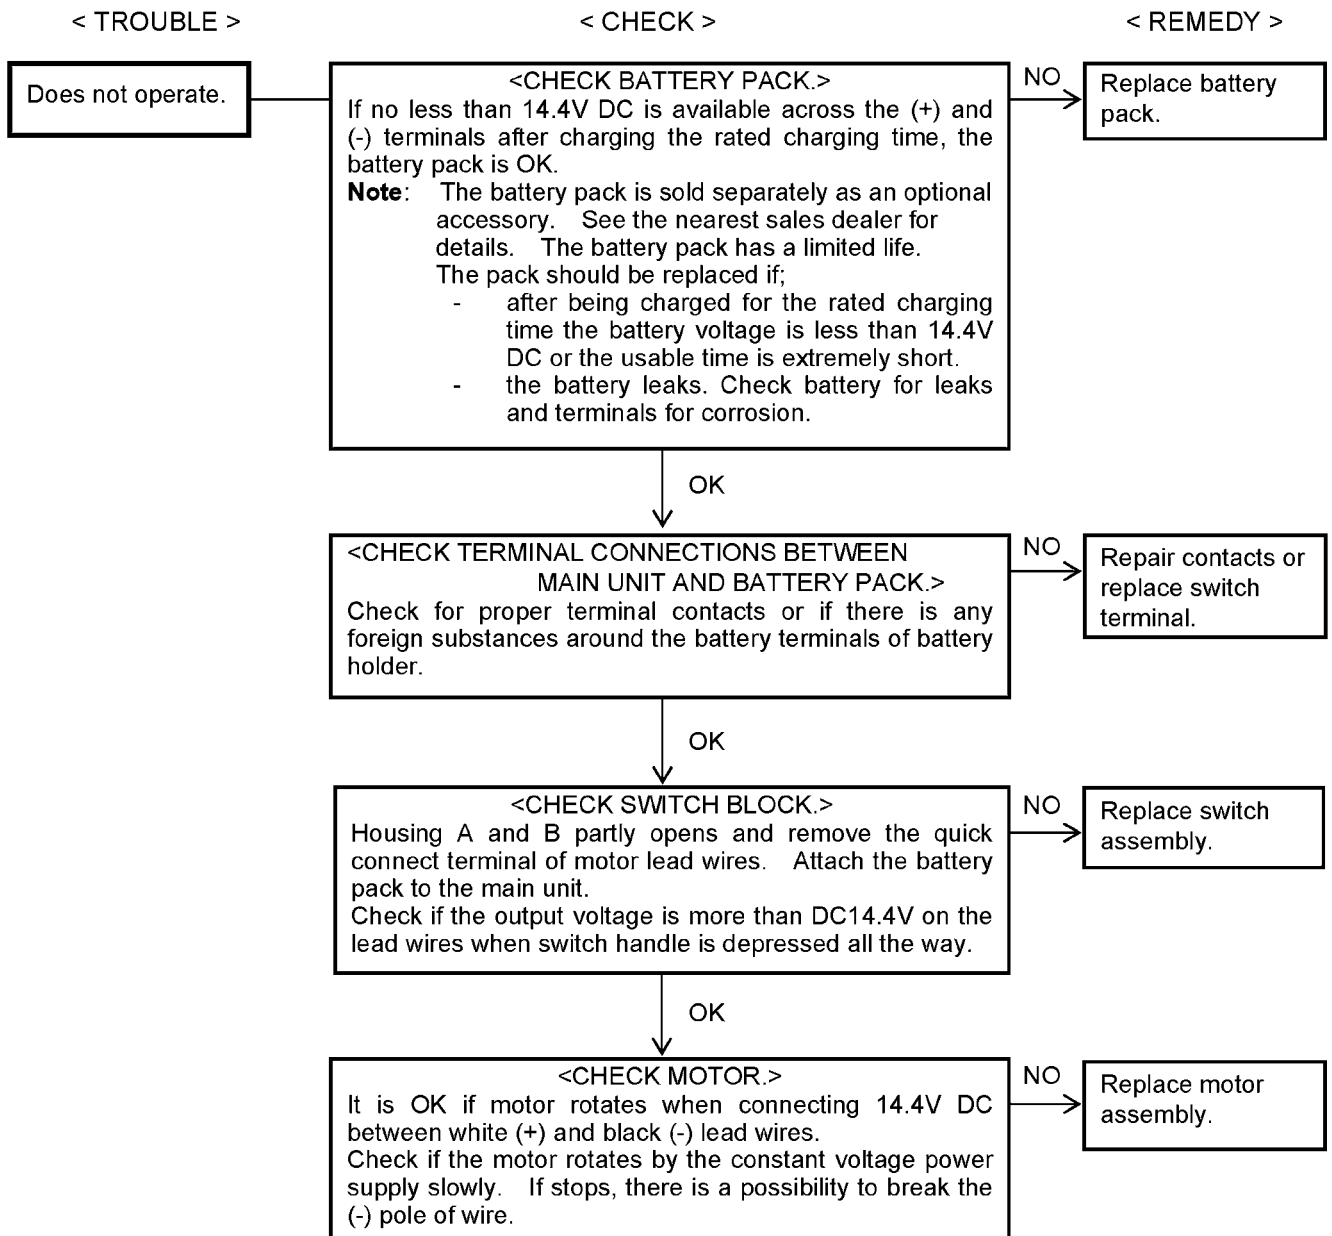 < TROUBLE >
< CHECK >
< REMEDY >
Does not operate.
<CHECK BATTERY PACK.>
If no less than 14.4V DC is available across the (+) and
(-) terminals after charging the rated charging time, the
battery pack is OK.
Note: The battery pack is sold separately as an optional
accessory. See the nearest sales dealer for
details. The battery pack has a limited life.
The pack should be replaced if;
- after being charged for the rated charging
time the battery voltage is less than 14.4V
DC or the usable time is extremely short.
- the battery leaks. Check battery for leaks
and terminals for corrosion.
NO
Replace battery
pack.
OK
<CHECK TERMINAL CONNECTIONS BETWEEN
MAIN UNIT AND BATTERY PACK.>
Check for proper terminal contacts or if there is any
foreign substances around the battery terminals of battery
holder.
NO
Repair contacts or
replace switch
terminal.
OK
<CHECK SWITCH BLOCK.>
Housing A and B partly opens and remove the quick
connect terminal of motor lead wires. Attach the battery
pack to the main unit.
Check if the output voltage is more than DC14.4V on the
lead wires when switch handle is depressed all the way.
NO
Replace switch
assembly.
OK
<CHECK MOTOR.>
It is OK if motor rotates when connecting 14.4V DC
between white (+) and black (-) lead wires.
Check if the motor rotates by the constant voltage power
supply slowly. If stops, there is a possibility to break the
(-) pole of wire.
NO
Replace motor
assembly.